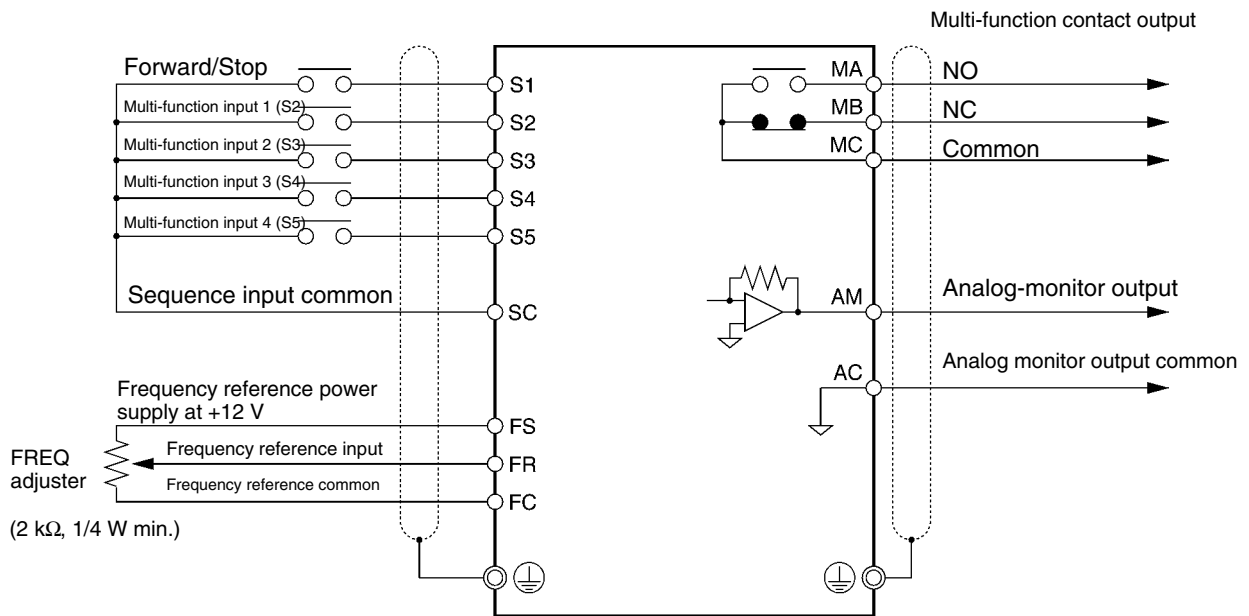 Multi-function contact output
Forward/Stop
S1
MA
NO
Multi-function input 1 (S2)
S2
MB
NC
Multi-function input 2 (S3)
S3
MC
Common
Multi-function input 3 (S4)
S4
Multi-function input 4 (S5)
S5
Sequence input common
SC
AM
Analog-monitor output
AC
Analog monitor output common
Frequency reference power
supply at +12 V
FS
FREQ
adjuster
Frequency reference input
FR
Frequency reference common
FC
(2 kΩ, 1/4 W min.)